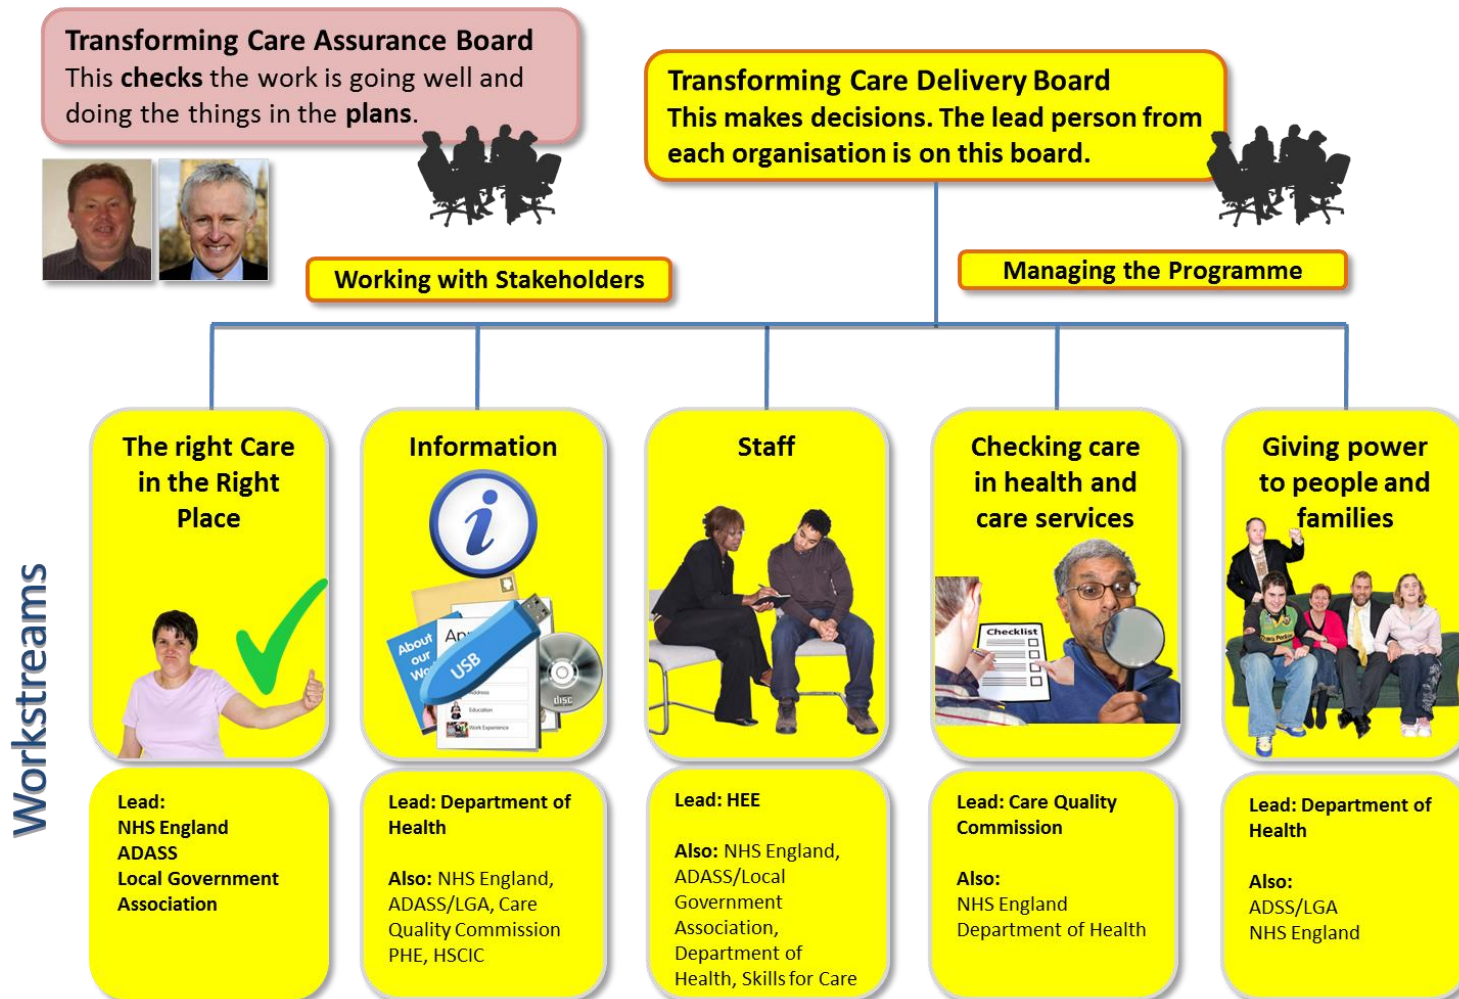 Transforming Care Assurance Board
This checks the work is going well and
doing the things in the plans.
Transforming Care Delivery Board
This makes decisions. The lead person from
each organisation is on this board.
Working with Stakeholders
Managing the Programme
Workstreams
The right Care
in the Right
Place
Information
i
About
our
USB
Address
Education
Work Experience
disc
Staff
Checking care
in health and
care services
Checklist
Giving power
to people and
families
Lead:
NHS England
ADASS
Local Government
Association
Lead: Department of
Health
Also: NHS England,
ADASS/LGA, Care
Quality Commission
PHE, HSCIC
Lead: HEE
Also: NHS England,
ADASS/Local
Government
Association,
Department of
Health, Skills for Care
Lead: Care Quality
Commission
Also:
NHS England
Department of Health
Lead: Department of
Health
Also:
ADSS/LGA
NHS England